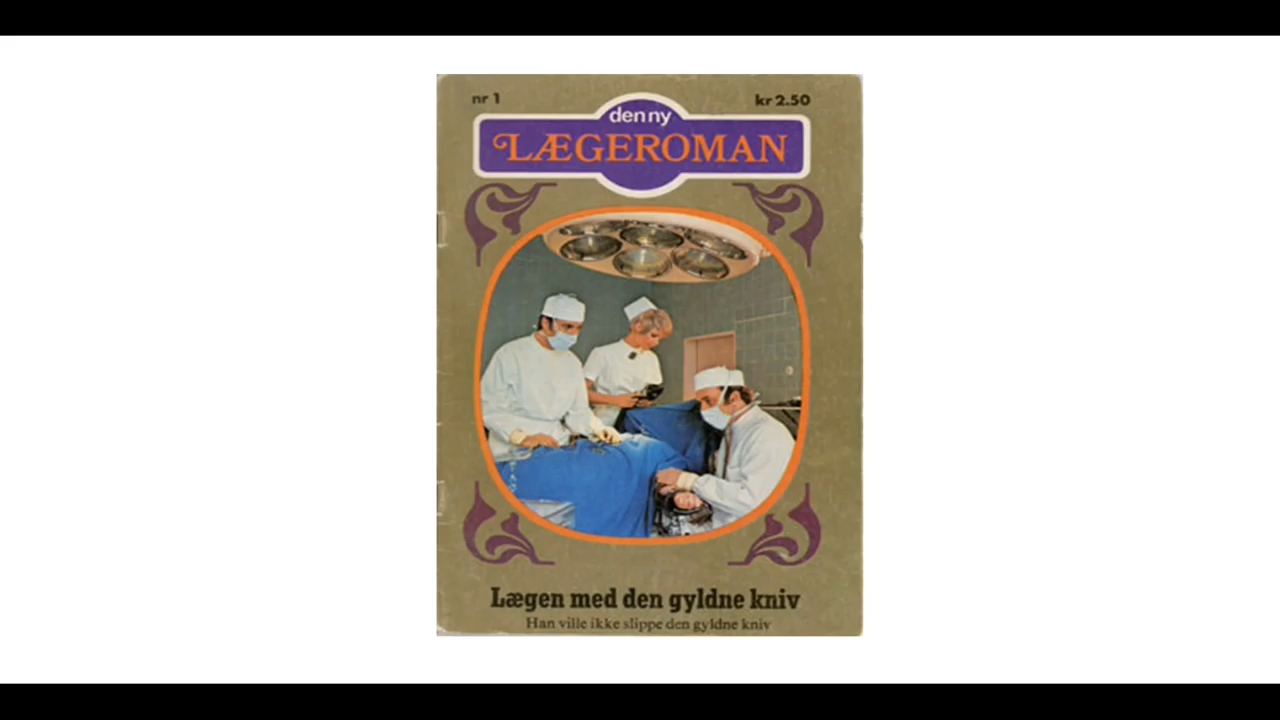 nr 1
kr 2.50
den ny
LÆGEROMAN
Lægen med den gyldne kniv
Han ville ikke slippe den gyldne kniv